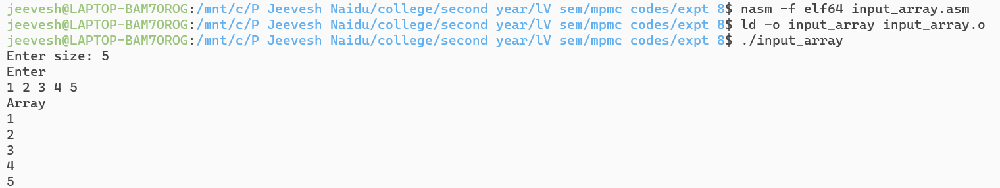 jeevesh@LAPTOP-BAM7OROG:/mnt/c/P Jeevesh Naidu/college/second year/lV sem/mpmc codes/expt 8$ nasm -f elf64 input_array.asm
jeevesh@LAPTOP-BAM7OROG:/mnt/c/P Jeevesh Naidu/college/second year/lV sem/mpmc codes/expt 8$ ld -o input_array input_array.o
jeevesh@LAPTOP-BAM7OROG:/mnt/c/P Jeevesh Naidu/college/second year/lV sem/mpmc codes/expt 8$ ./input_array
Enter size: 5
Enter
1 2 3 4 5
Array
1
2
3
4
5